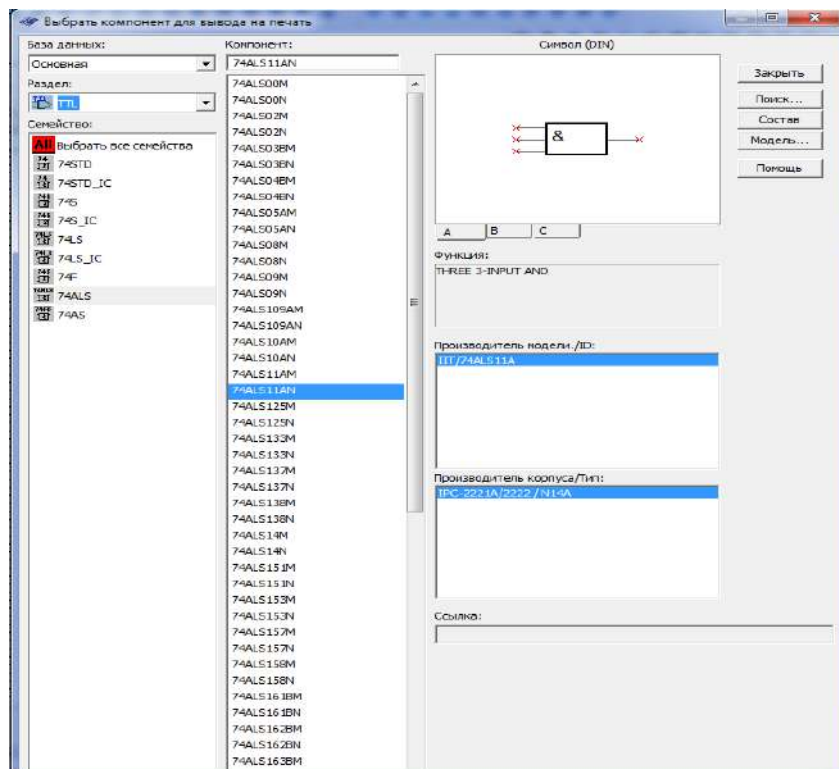 Выбрать компонент для вывода на печать
База данных:
Основная
Раздел:
TTL
Семейство:
All Выбрать все семейства
74STD
74STD_IC
74S
74S_IC
74LS
74LS_IC
74F
74ALS
74AS
Компонент:
74ALS11AN
74ALS00M
74ALS00N
74ALS02M
74ALS02N
74ALS03BM
74ALS03BN
74ALS04BM
74ALS04BN
74ALS05AM
74ALS05AN
74ALS08M
74ALS08N
74ALS09M
74ALS09N
74ALS109AM
74ALS109AN
74ALS10AM
74ALS10AN
74ALS11AM
74ALS11AN
74ALS125M
74ALS125N
74ALS133M
74ALS133N
74ALS137M
74ALS137N
74ALS138M
74ALS138N
74ALS14M
74ALS14N
74ALS151M
74ALS151N
74ALS153M
74ALS153N
74ALS157M
74ALS157N
74ALS158M
74ALS158N
74ALS161BM
74ALS161BN
74ALS162BM
74ALS162BN
74ALS163BM
Символ (DIN)
&
A B C
Функция:
THREE 3-INPUT AND
Производитель модели./ID:
IIT/74ALS11A
Производитель корпуса/Тип:
IPC-2221A/2222 / N14A
Ссылка:
Закрыть
Поиск...
Состав
Модель...
Помощь